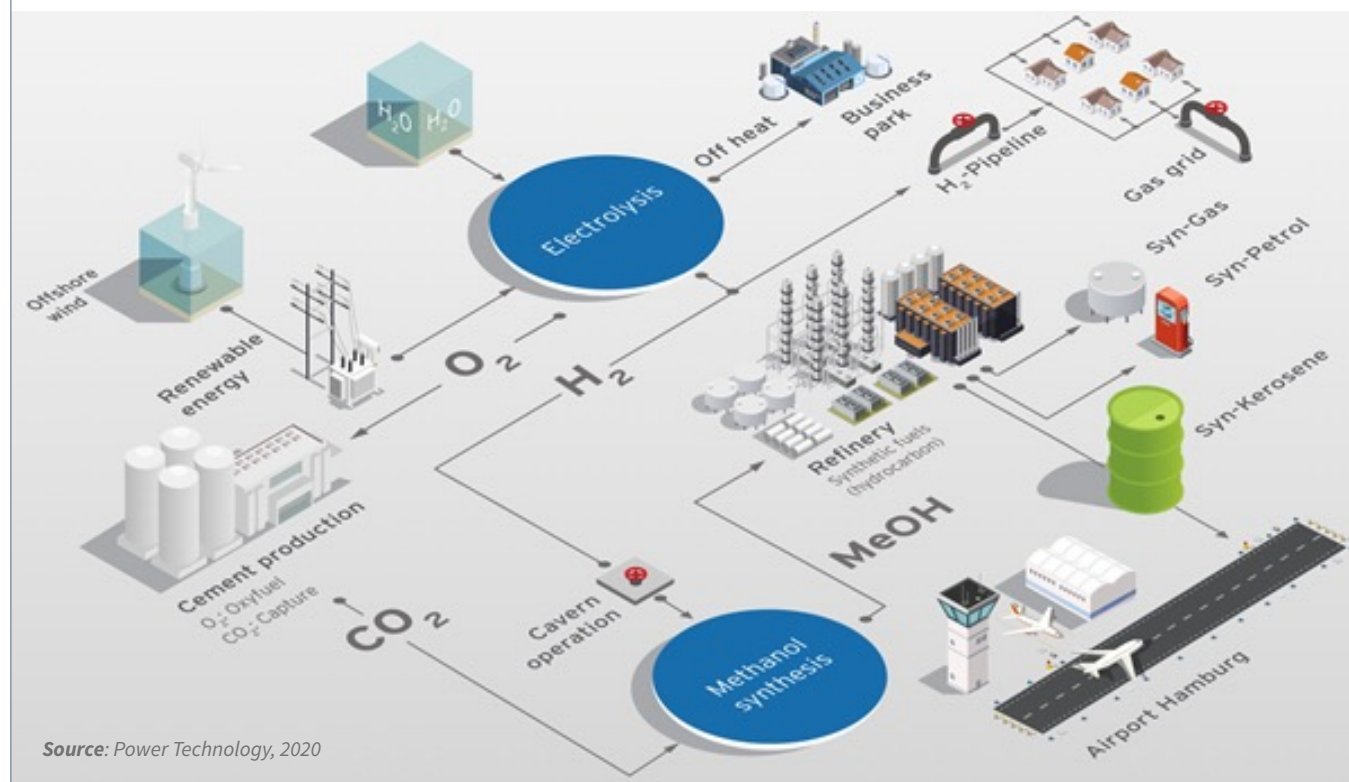 H₂O H₂O
Off heat
Business
park
H₂-Pipeline
Gas grid
Electrolysis
Offshore
wind
Renewable
energy
O₂
H₂
Syn-Gas
Syn-Petrol
Syn-Kerosene
Refinery
Synthetic fuels
(hydrocarbon)
MeOH
Cement production
O₂: Oxyfuel
CO₂: Capture
CO₂
Cavern
operation
Methanol
synthesis
Airport Hamburg
Source: Power Technology, 2020